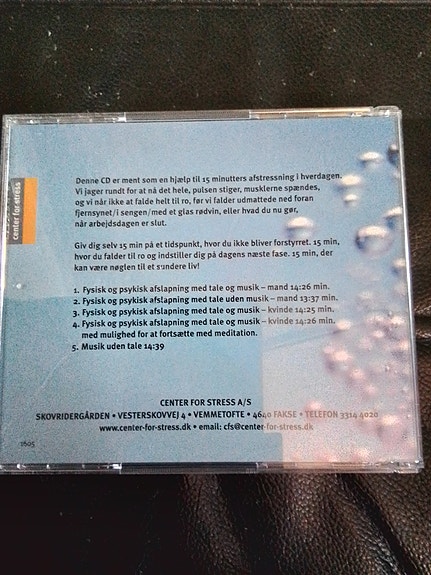 center for stress
Denne CD er ment som en hjælp til 15 minutters afstressning i hverdagen.
Vi jager rundt for at nå det hele, pulsen stiger, musklerne spændes,
og vi når ikke at falde helt til ro, før vi falder udmattede ned foran
fjernsynet/i sengen/med et glas rødvin, eller hvad du nu gør,
når arbejdsdagen er slut.
Giv dig selv 15 min på et tidspunkt, hvor du ikke bliver forstyrret. 15 min,
hvor du falder til ro og indstiller dig på dagens næste fase. 15 min, der
kan være nøglen til et sundere liv!
1. Fysisk og psykisk afslapning med tale og musik – mand 14:26 min.
2. Fysisk og psykisk afslapning med tale uden musik – mand 13:37 min.
3. Fysisk og psykisk afslapning med tale og musik – kvinde 14:25 min.
4. Fysisk og psykisk afslapning med tale og musik – kvinde 14:26 min.
med mulighed for at fortsætte med meditation.
5. Musik uden tale 14:39
CENTER FOR STRESS A/S
SKOVRIDERGÅRDEN • VESTERSKOVVEJ 4 • VEMMETOFTE • 4640 FAKSE • TELEFON 3314 4020
www.center-for-stress.dk • email: cfs@center-for-stress.dk
1605